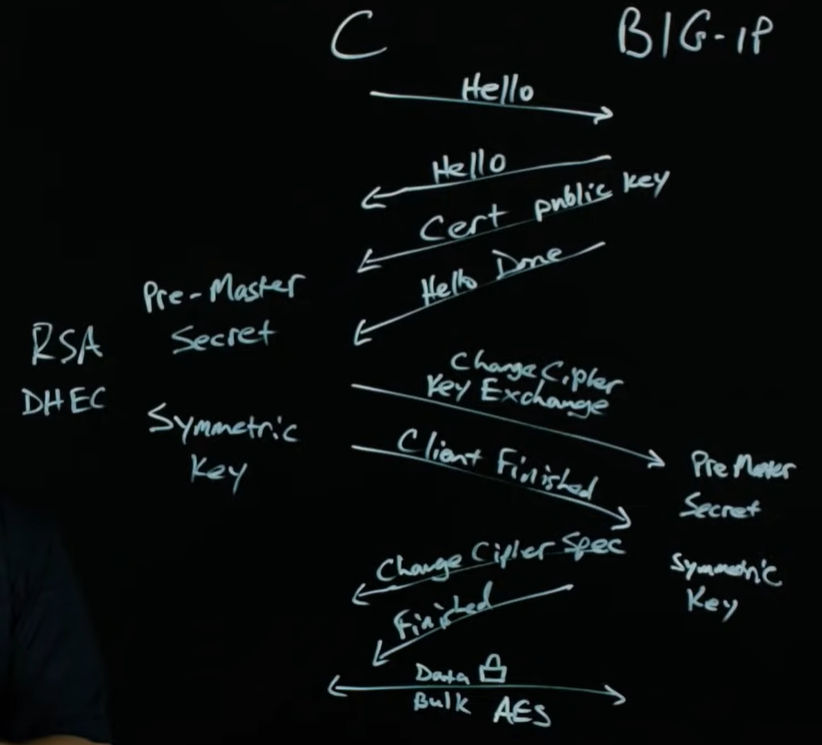 C BIG-IP
Hello
Hello
Cert public key
Hello Done
Pre-Master
Secret
RSA
DHEC
Symmetric
Key
Change Cipher
Key Exchange
Client Finished
Pre Master
Secret
Symmetric
Key
Change Cipher Spec
Finished
Data
Bulk AES